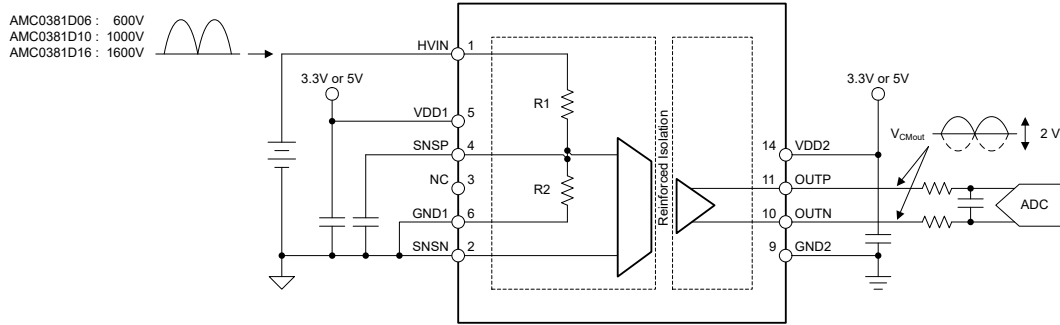 AMC0381D06 : 600V
AMC0381D10 : 1000V
AMC0381D16 : 1600V
HVIN 1
3.3V or 5V
VDD1 5
SNSP 4
NC 3
GND1 6
SNSN 2
R1
R2
Reinforced Isolation
3.3V or 5V
14 VDD2
11 OUTP
10 OUTN
9 GND2
VCMout
2 V
ADC